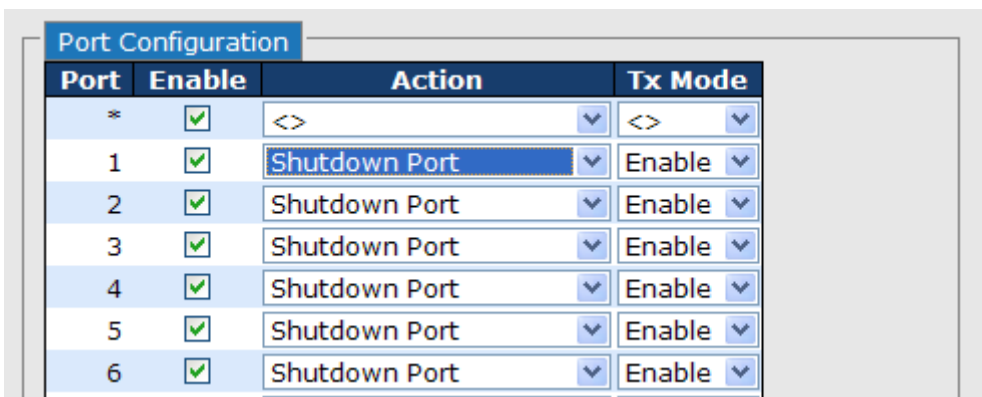 Port Configuration
Port Enable Action Tx Mode
* <> <>
1 Shutdown Port Enable
2 Shutdown Port Enable
3 Shutdown Port Enable
4 Shutdown Port Enable
5 Shutdown Port Enable
6 Shutdown Port Enable